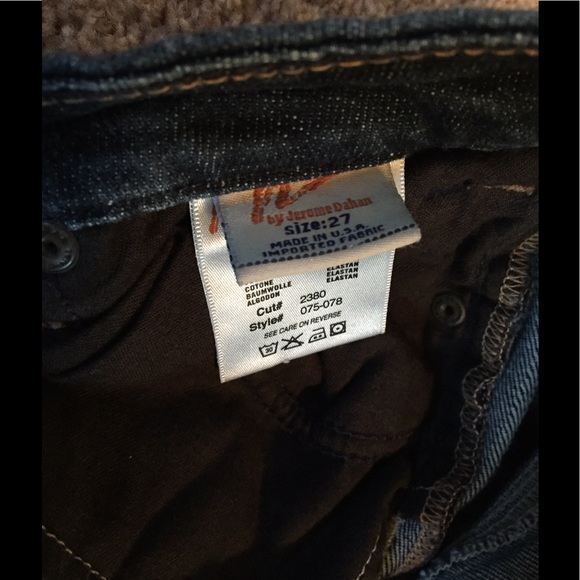 by Jerome Dahan
size: 27
MADE IN U.S.A.
IMPORTED FABRIC
COTONE ELASTAN
BAUMWOLLE ELASTAN
ALGODON ELASTAN
Cut# 2380
Style# 075-078
SEE CARE ON REVERSE
30